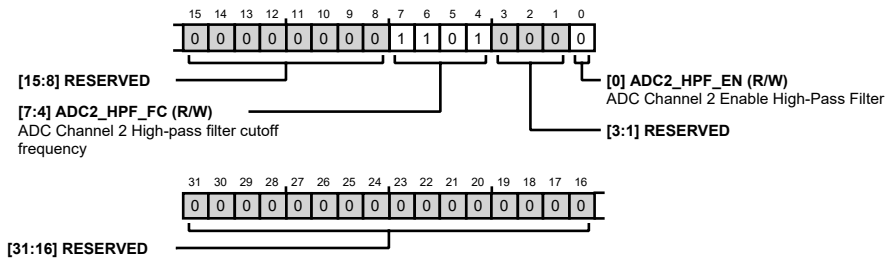 15 14 13 12 11 10 9 8 7 6 5 4 3 2 1 0
0 0 0 0 0 0 0 0 1 1 0 1 0 0 0 0
[15:8] RESERVED
[0] ADC2_HPF_EN (R/W)
ADC Channel 2 Enable High-Pass Filter
[7:4] ADC2_HPF_FC (R/W)
ADC Channel 2 High-pass filter cutoff
frequency
[3:1] RESERVED
31 30 29 28 27 26 25 24 23 22 21 20 19 18 17 16
0 0 0 0 0 0 0 0 0 0 0 0 0 0 0 0
[31:16] RESERVED